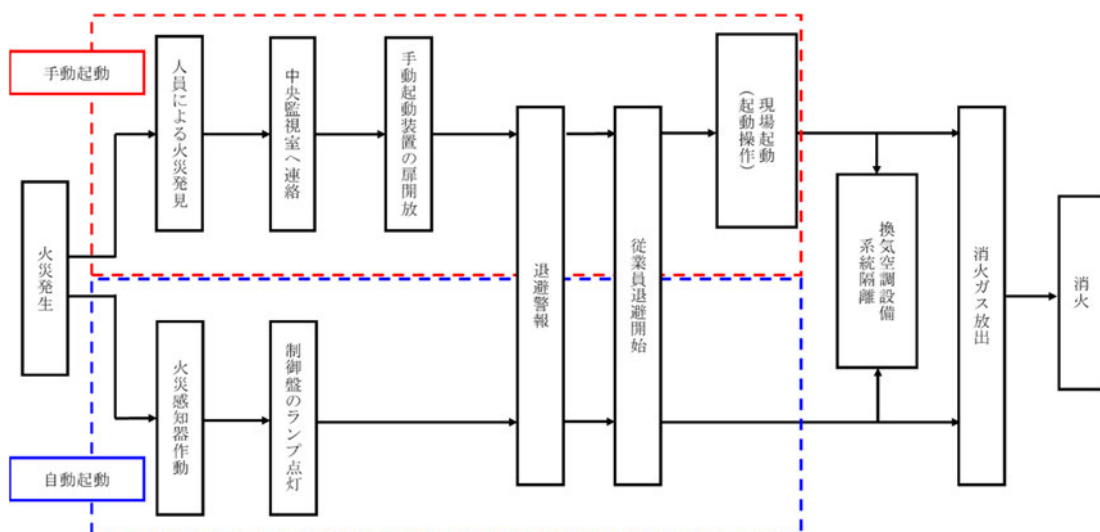 手動起動
人員による火災発見
中央監視室へ連絡
手動起動装置の扉開放
現場起動
(起動操作)
火災発生
退避警報
従業員退避開始
換気空調設備
系統隔離
消火ガス放出
消火
火災感知器作動
制御盤のランプ点灯
自動起動